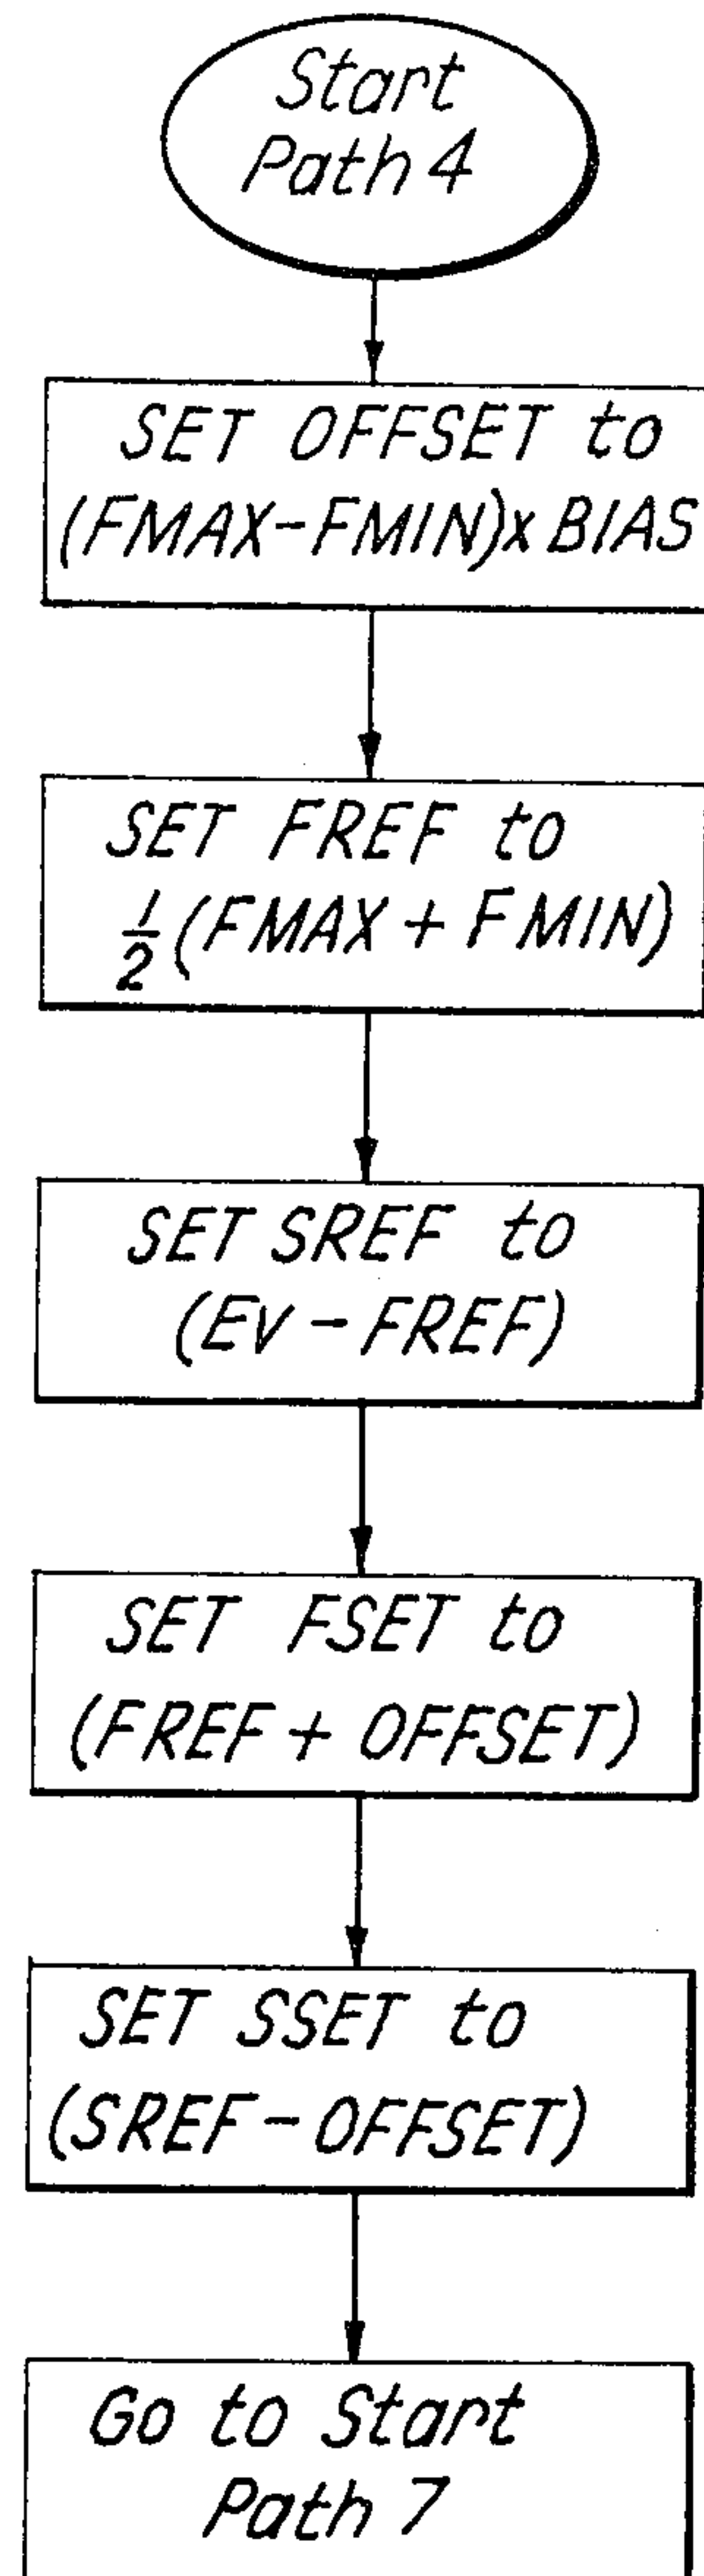 Start
Path 4
SET OFFSET to
(FMAX-FMIN)x BIAS
SET FREF to
1/2 (FMAX + FMIN)
SET SREF to
(EV - FREF)
SET FSET to
(FREF + OFFSET)
SET SSET to
(SREF - OFFSET)
Go to Start
Path 7